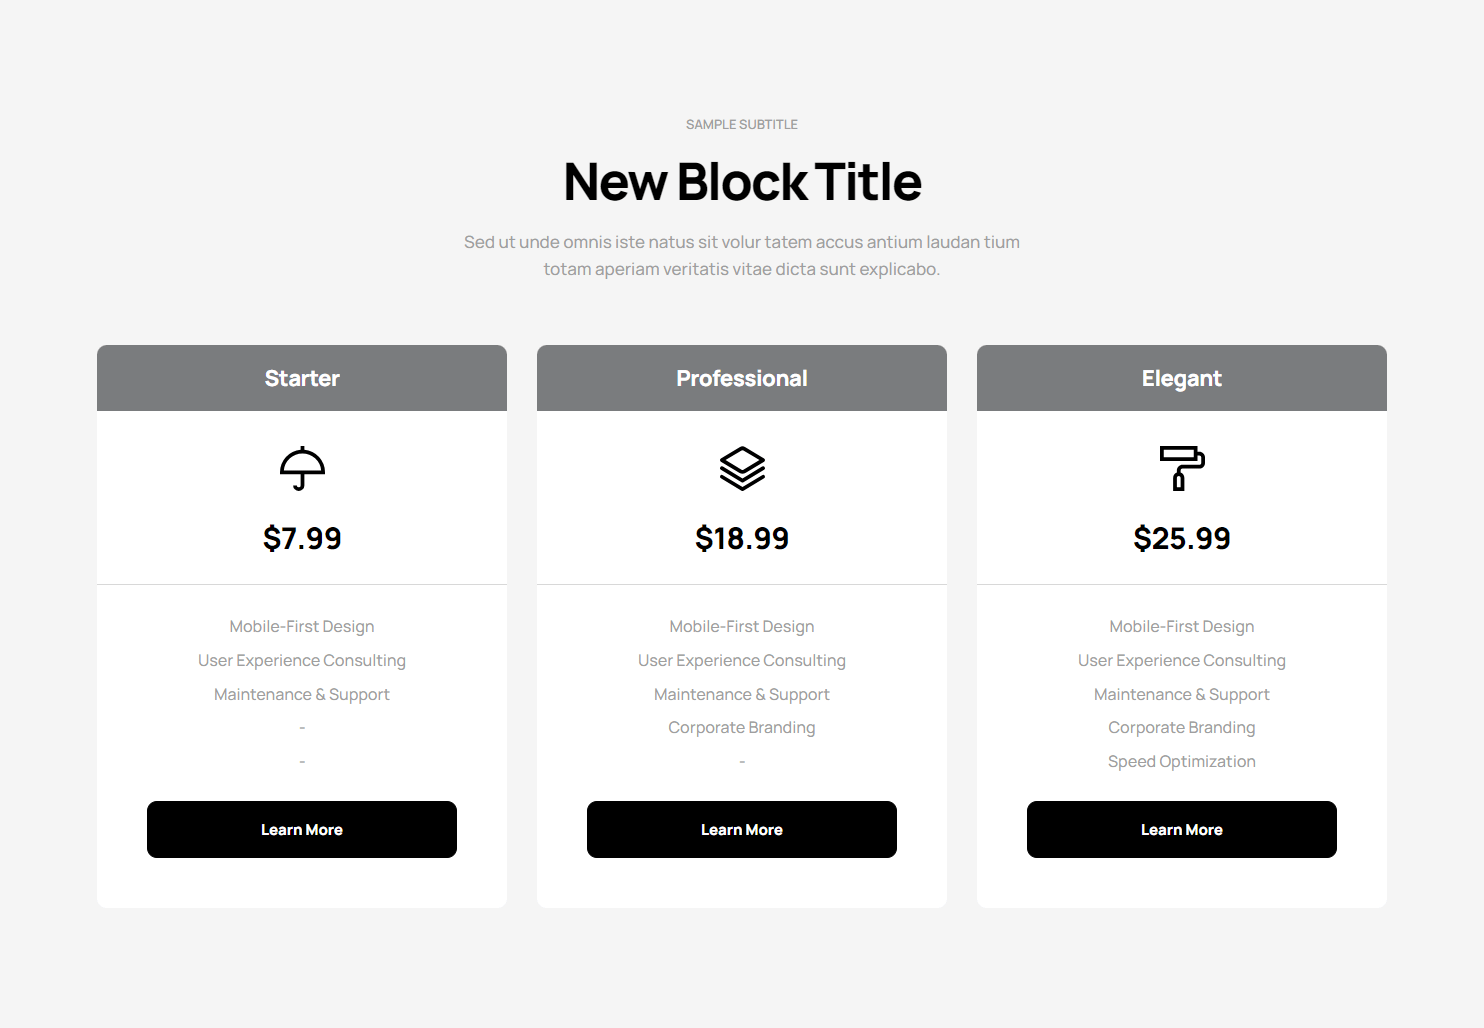 SAMPLE SUBTITLE
New Block Title
Sed ut unde omnis iste natus sit volur tatem accus antium laudan tium
totam aperiam veritatis vitae dicta sunt explicabo.
Starter
$7.99
Mobile-First Design
User Experience Consulting
Maintenance & Support
-
-
Learn More
Professional
$18.99
Mobile-First Design
User Experience Consulting
Maintenance & Support
Corporate Branding
-
Learn More
Elegant
$25.99
Mobile-First Design
User Experience Consulting
Maintenance & Support
Corporate Branding
Speed Optimization
Learn More